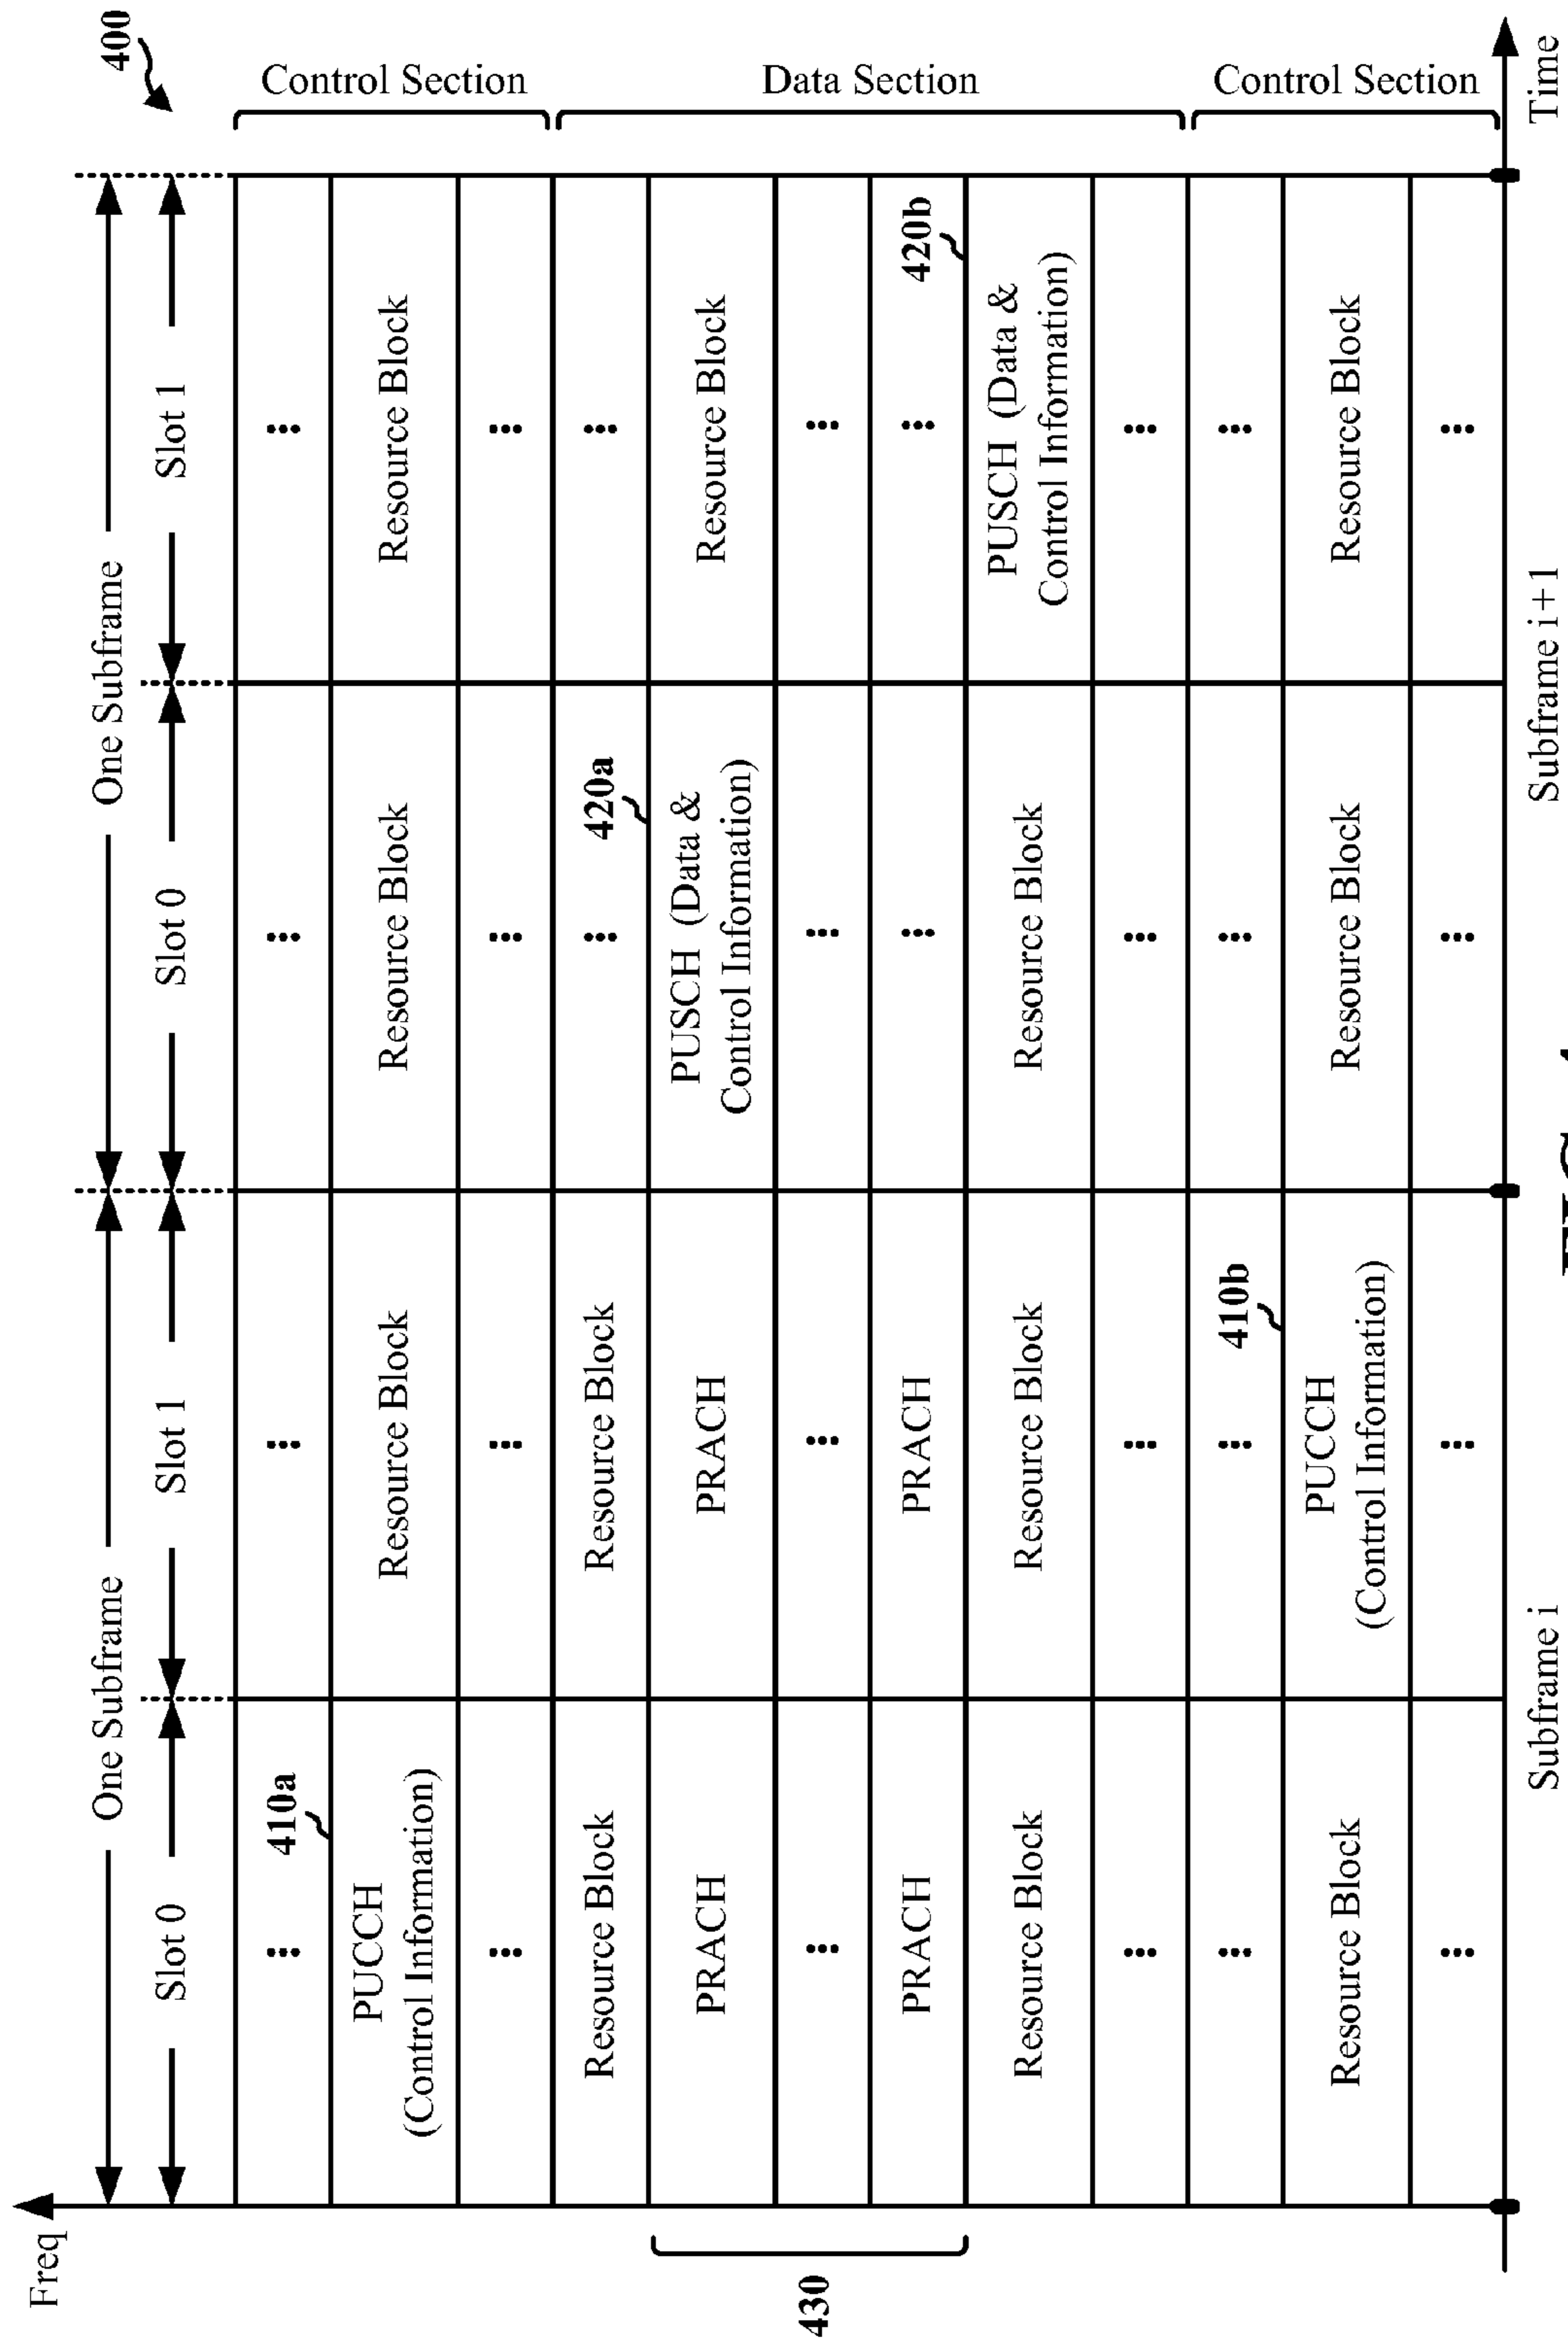 400
One Subframe
One Subframe
Slot 0
Slot 1
Slot 0
Slot 1
Freq
Control Section
Data Section
Control Section
...
...
...
...
410a
PUCCH
(Control Information)
Resource Block
Resource Block
Resource Block
...
...
...
...
Resource Block
Resource Block
...
...
420a
PRACH
PRACH
PUSCH (Data &
Control Information)
Resource Block
...
...
...
...
430
PRACH
PRACH
...
...
420b
Resource Block
Resource Block
Resource Block
PUSCH (Data &
Control Information)
...
...
...
...
...
...
...
...
410b
Resource Block
PUCCH
(Control Information)
Resource Block
Resource Block
...
...
...
...
Time
Subframe i
Subframe i + 1